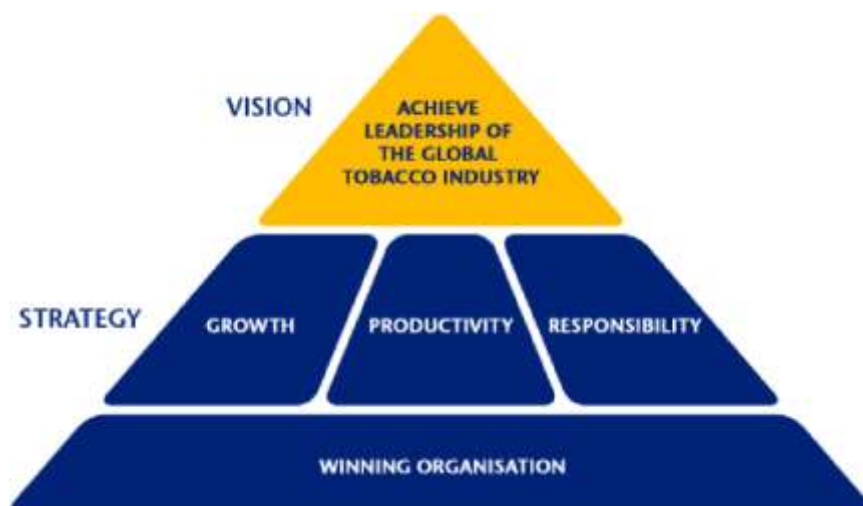 VISION
ACHIEVE
LEADERSHIP OF
THE GLOBAL
TOBACCO INDUSTRY
STRATEGY
GROWTH
PRODUCTIVITY
RESPONSIBILITY
WINNING ORGANISATION